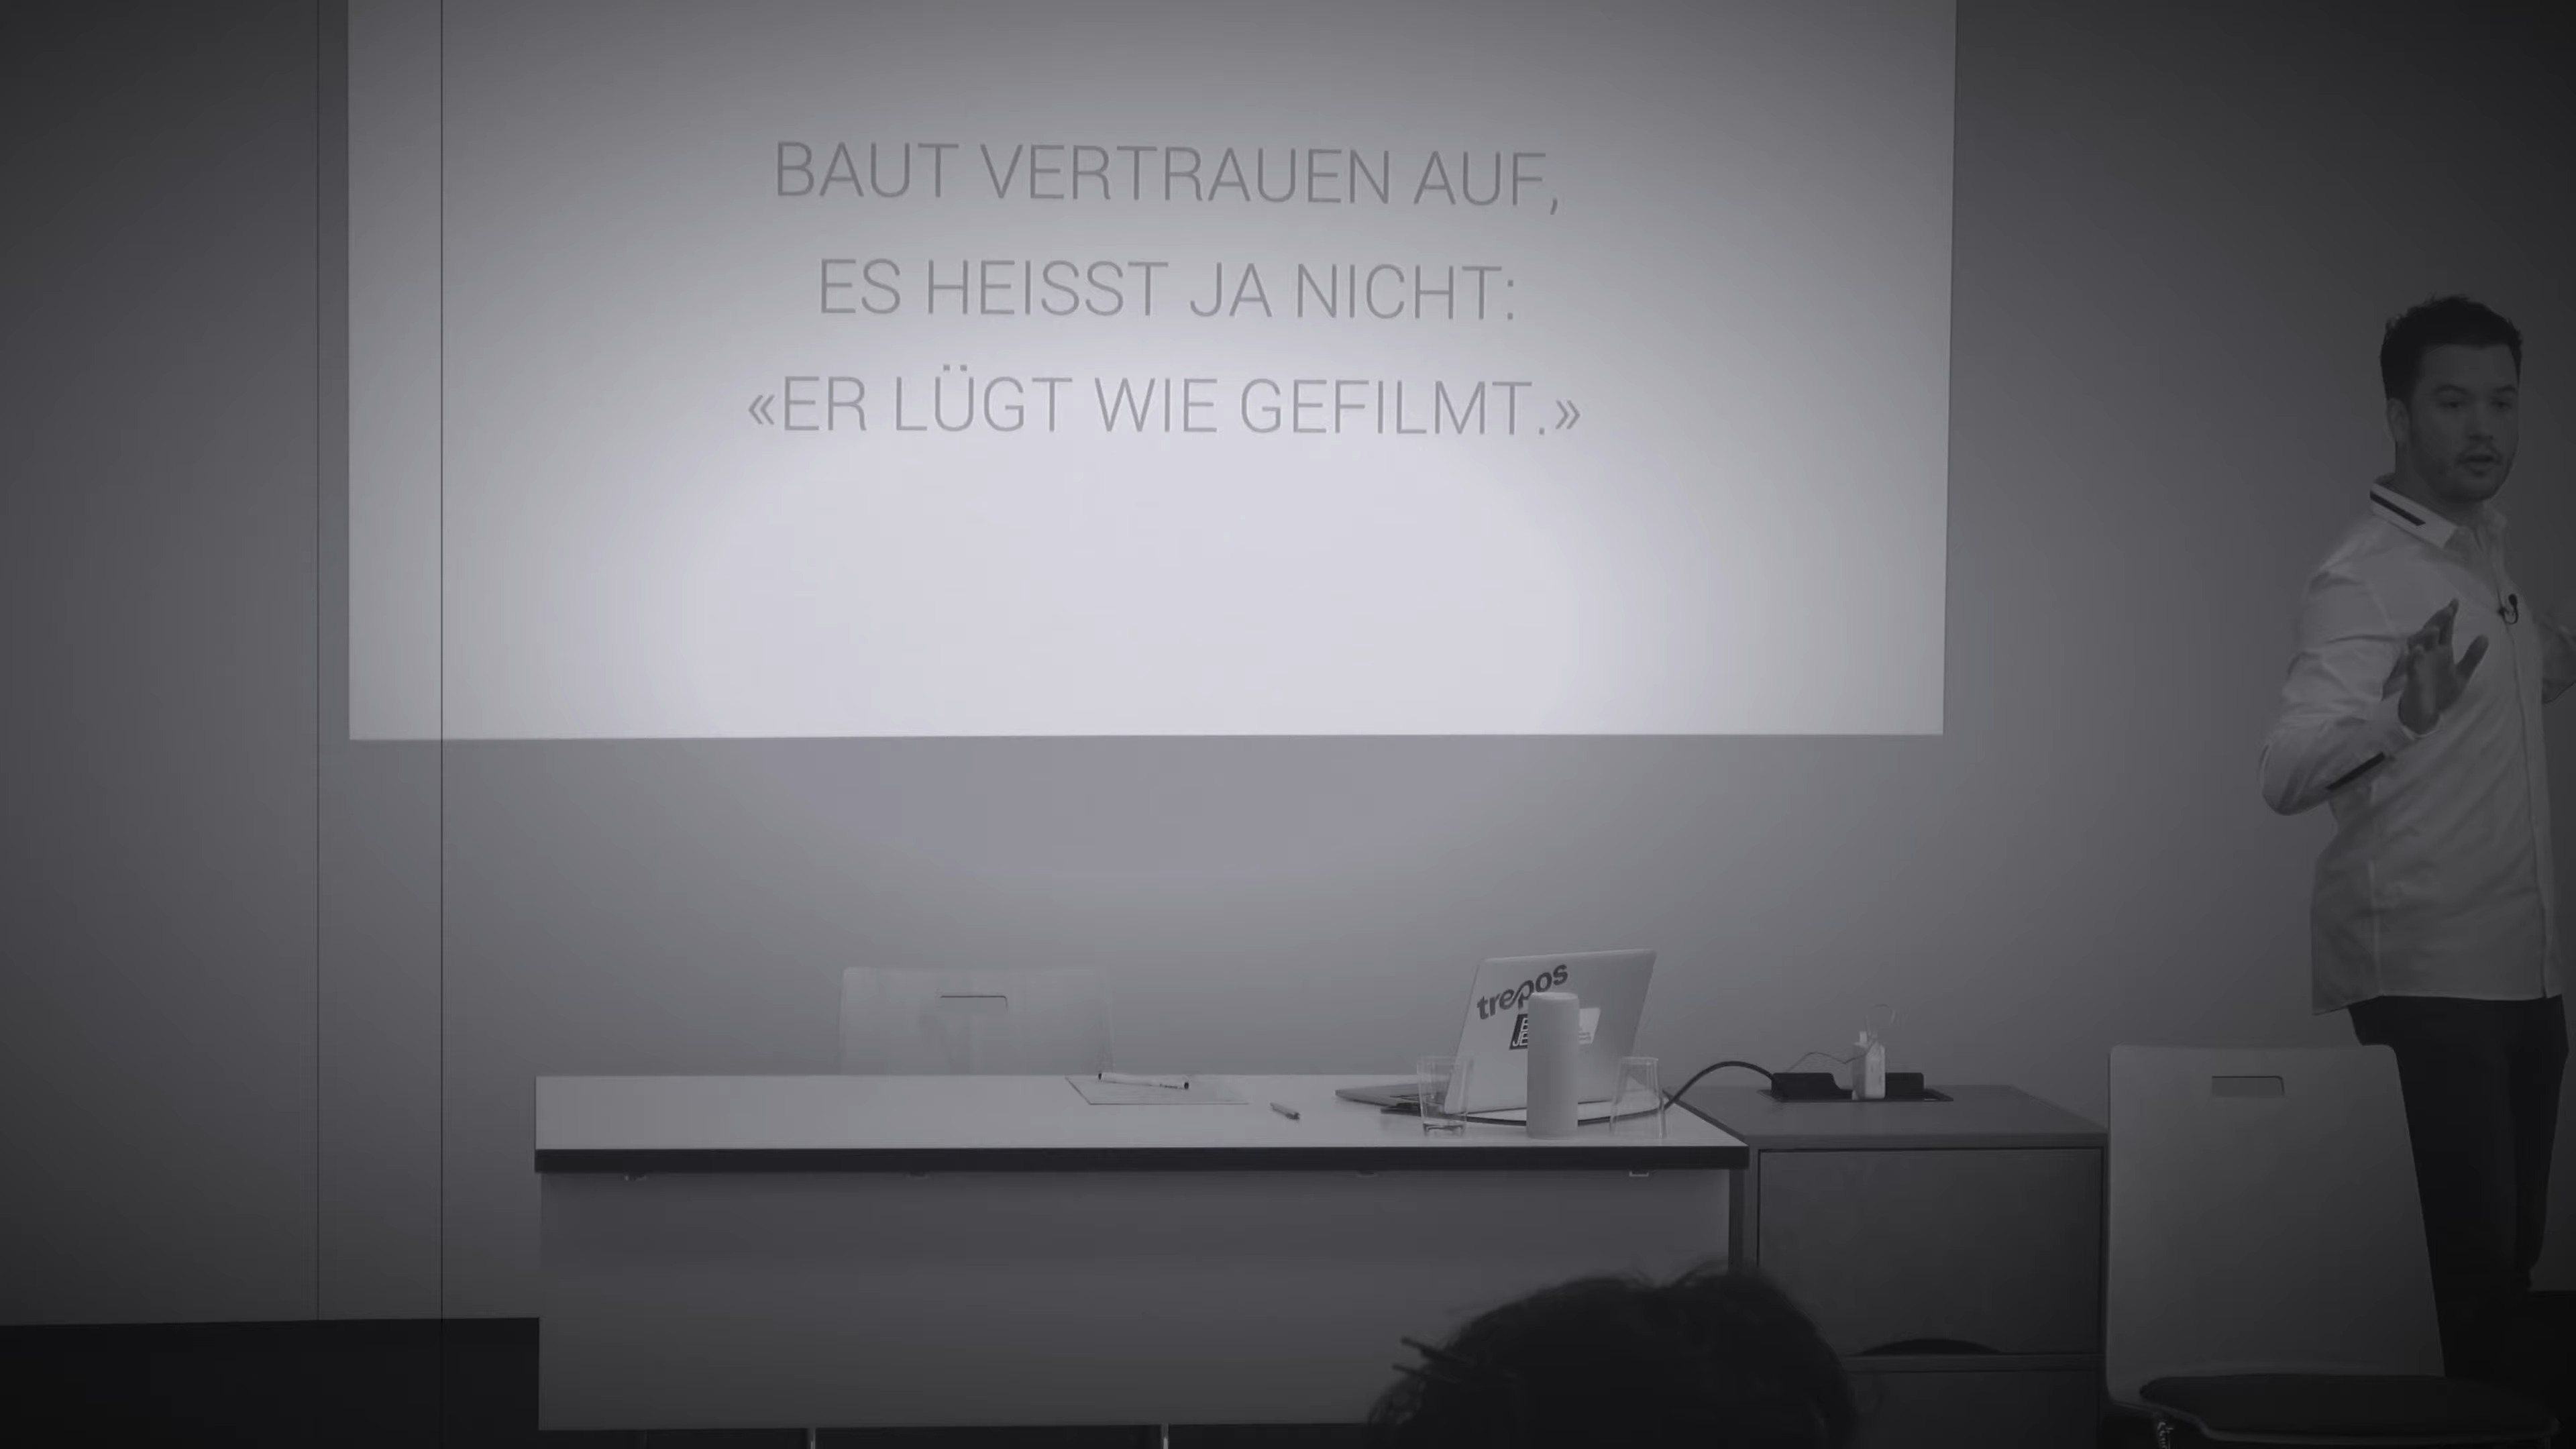 BAUT VERTRAUEN AUF,
ES HEISST JA NICHT:
«ER LÜGT WIE GEFILMT.»
trepos